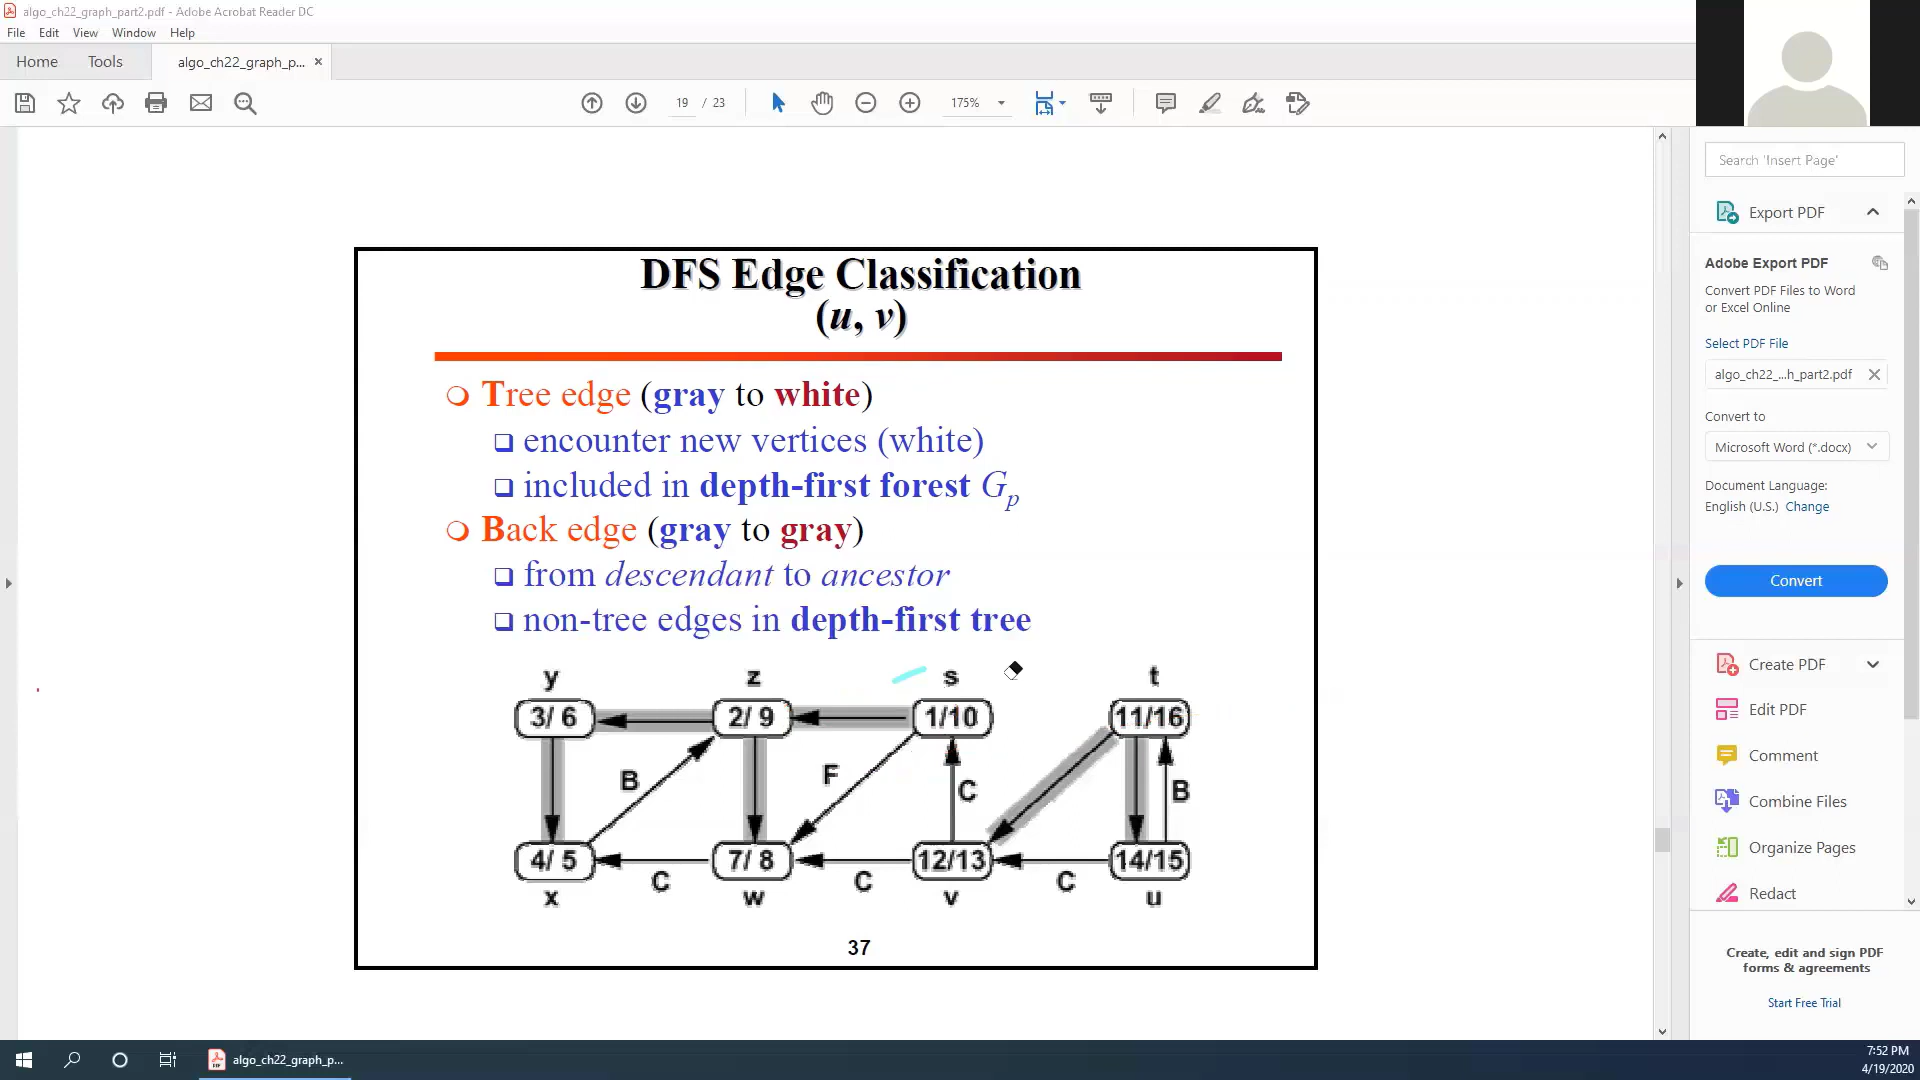 algo_ch22_graph_part2.pdf - Adobe Acrobat Reader DC
File Edit View Window Help
Home Tools algo_ch22_graph_p... ×
19 / 23 175%
Search 'Insert Page'
Export PDF
Adobe Export PDF
Convert PDF Files to Word
or Excel Online
Select PDF File
algo_ch22_...h_part2.pdf
Convert to
Microsoft Word (*.docx)
Document Language:
English (U.S.) Change
Convert
Create PDF
Edit PDF
Comment
Combine Files
Organize Pages
Redact
Create, edit and sign PDF
forms & agreements
Start Free Trial
DFS Edge Classification
(u, v)
Tree edge (gray to white)
encounter new vertices (white)
included in depth-first forest Gp
Back edge (gray to gray)
from descendant to ancestor
non-tree edges in depth-first tree
y z s t
3/ 6 2/ 9 1/10 11/16
B F C B
4/ 5 7/ 8 12/13 14/15
C C C
x w v u
37
algo_ch22_graph_p...
7:52 PM
4/19/2020